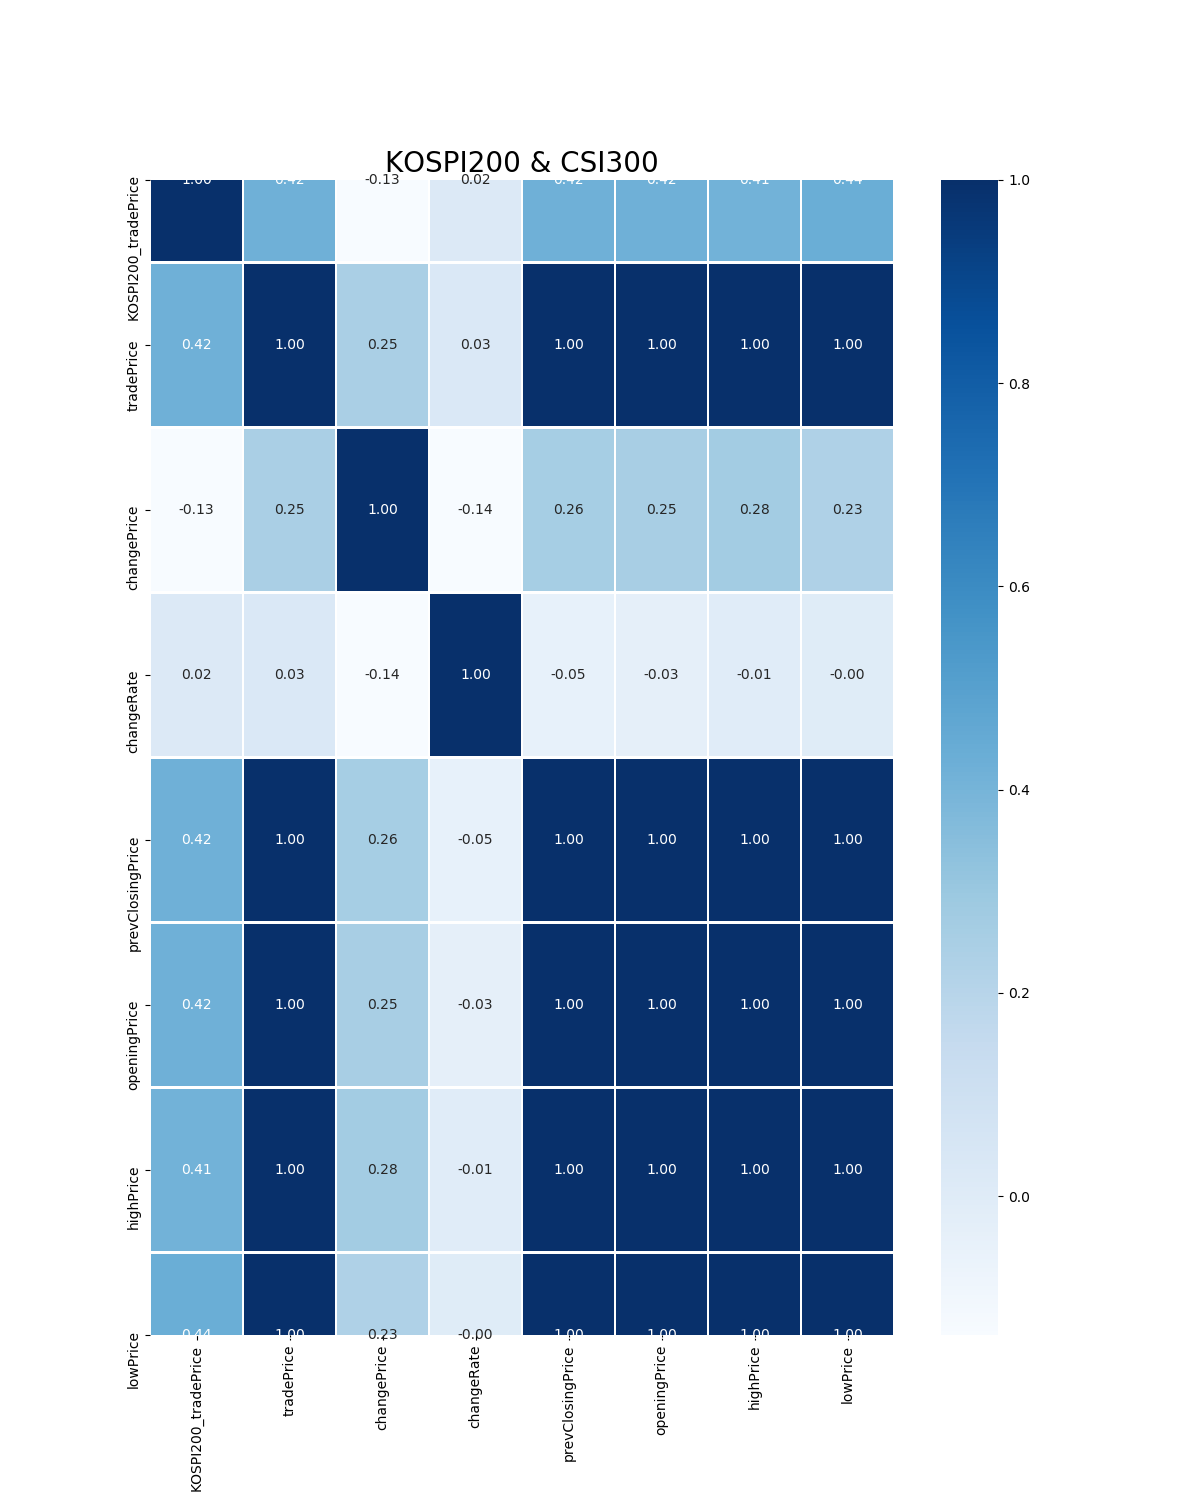 KOSPI200 & CSI300
KOSPI200_tradePrice 1.00 0.42 -0.13 0.02 0.42 0.42 0.41 0.44
tradePrice 0.42 1.00 0.25 0.03 1.00 1.00 1.00 1.00
changePrice -0.13 0.25 1.00 -0.14 0.26 0.25 0.28 0.23
changeRate 0.02 0.03 -0.14 1.00 -0.05 -0.03 -0.01 -0.00
prevClosingPrice 0.42 1.00 0.26 -0.05 1.00 1.00 1.00 1.00
openingPrice 0.42 1.00 0.25 -0.03 1.00 1.00 1.00 1.00
highPrice 0.41 1.00 0.28 -0.01 1.00 1.00 1.00 1.00
lowPrice 0.44 1.00 0.23 -0.00 1.00 1.00 1.00 1.00
KOSPI200_tradePrice
tradePrice
changePrice
changeRate
prevClosingPrice
openingPrice
highPrice
lowPrice
1.0
0.8
0.6
0.4
0.2
0.0